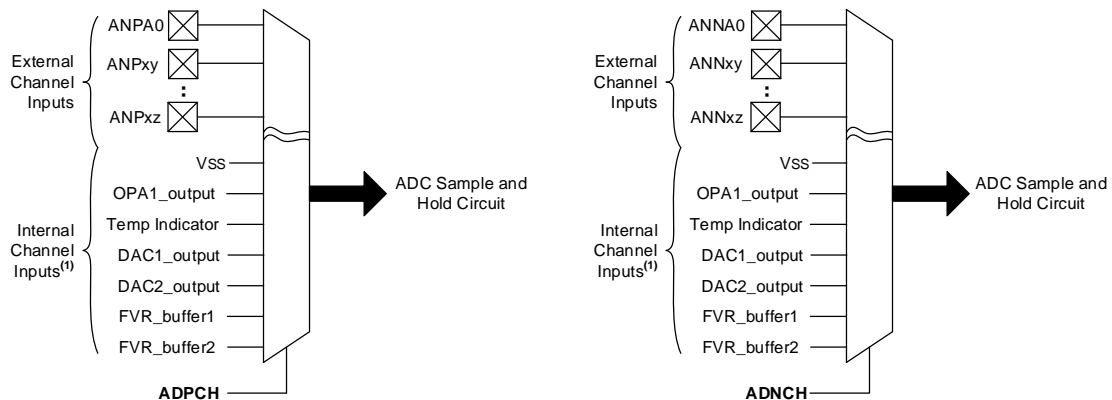 ANPA0
ANPxy
ANPxz
External
Channel
Inputs
VSS
OPA1_output
Temp Indicator
DAC1_output
DAC2_output
FVR_buffer1
FVR_buffer2
Internal
Channel
Inputs(1)
ADPCH
ADC Sample and
Hold Circuit
ANNA0
ANNxy
ANNxz
External
Channel
Inputs
VSS
OPA1_output
Temp Indicator
DAC1_output
DAC2_output
FVR_buffer1
FVR_buffer2
Internal
Channel
Inputs(1)
ADNCH
ADC Sample and
Hold Circuit